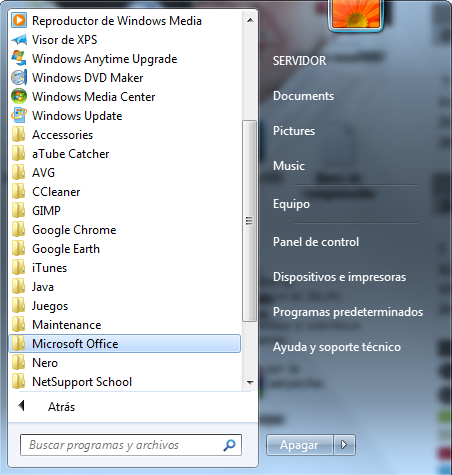 Reproductor de Windows Media
Visor de XPS
Windows Anytime Upgrade
Windows DVD Maker
Windows Media Center
Windows Update
Accessories
aTube Catcher
AVG
CCleaner
GIMP
Google Chrome
Google Earth
iTunes
Java
Juegos
Maintenance
Microsoft Office
Nero
NetSupport School
Atrás
Buscar programas y archivos
SERVIDOR
Documents
Pictures
Music
Equipo
Panel de control
Dispositivos e impresoras
Programas predeterminados
Ayuda y soporte técnico
Apagar